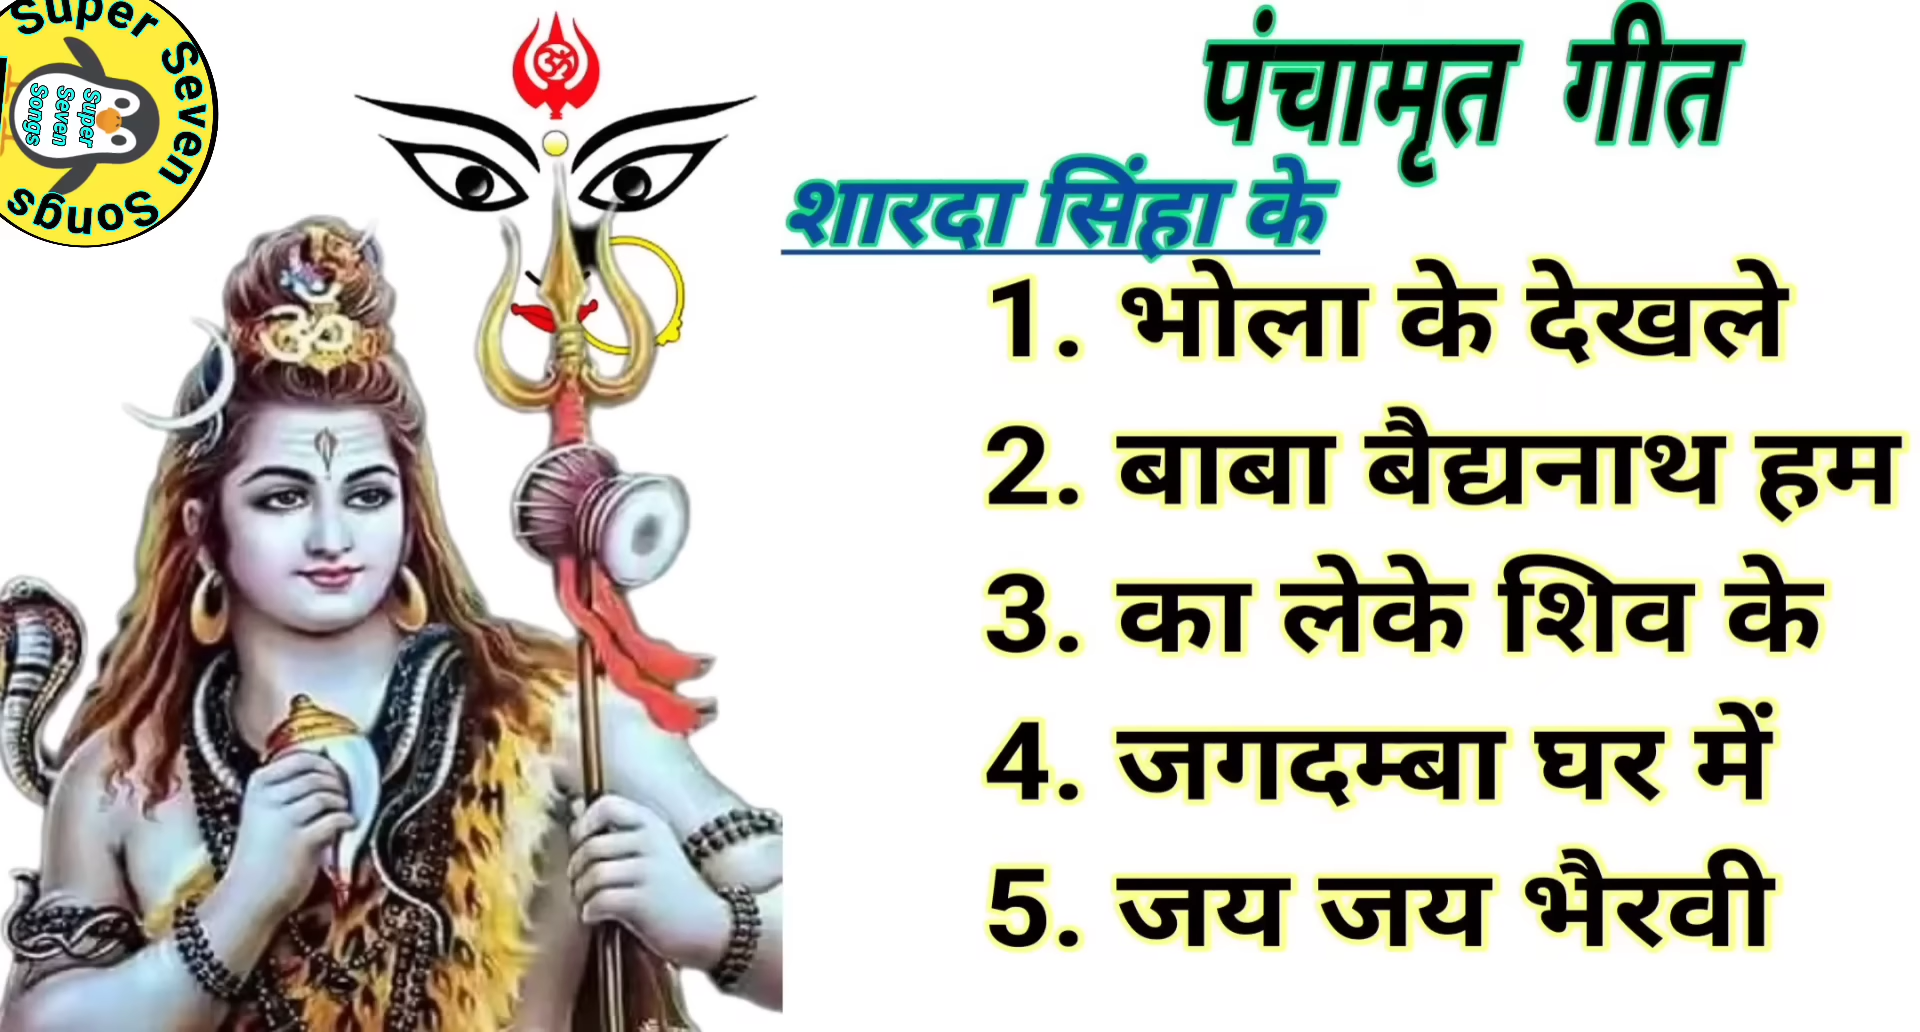 Super Seven Songs
Super
Seven
Songs
ॐ
पंचामृत गीत
शारदा सिंहा के
ॐ
1. भोला के देखले
2. बाबा बैद्यनाथ हम
3. का लेके शिव के
4. जगदम्बा घर में
5. जय जय भैरवी